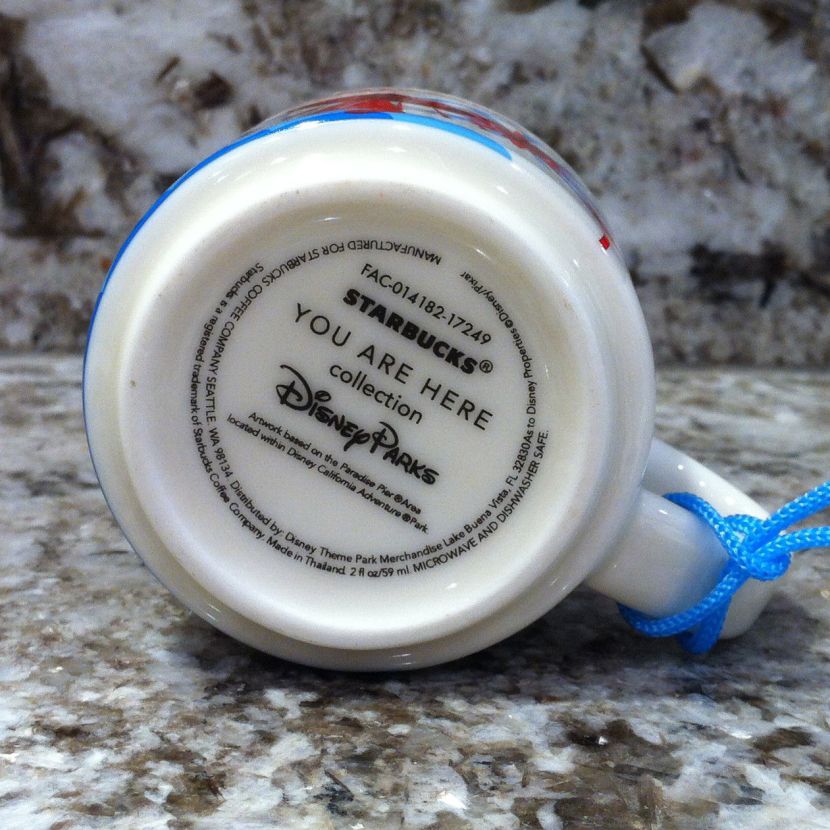 FAC-014182-17249
STARBUCKS®
YOU ARE HERE
collection
Disney Parks
Artwork based on the Paradise Pier®Area
located within Disney California Adventure®Park
MANUFACTURED FOR STARBUCKS COFFEE COMPANY SEATTLE WA 98134 Distributed by: Disney Theme Park Merchandise Lake Buena Vista, FL 32830As to Disney Properties©Disney/Pixar
Starbucks is a registered trademark of Starbucks Coffee Company. Made in Thailand. 2 fl oz/59 ml MICROWAVE AND DISHWASHER SAFE.